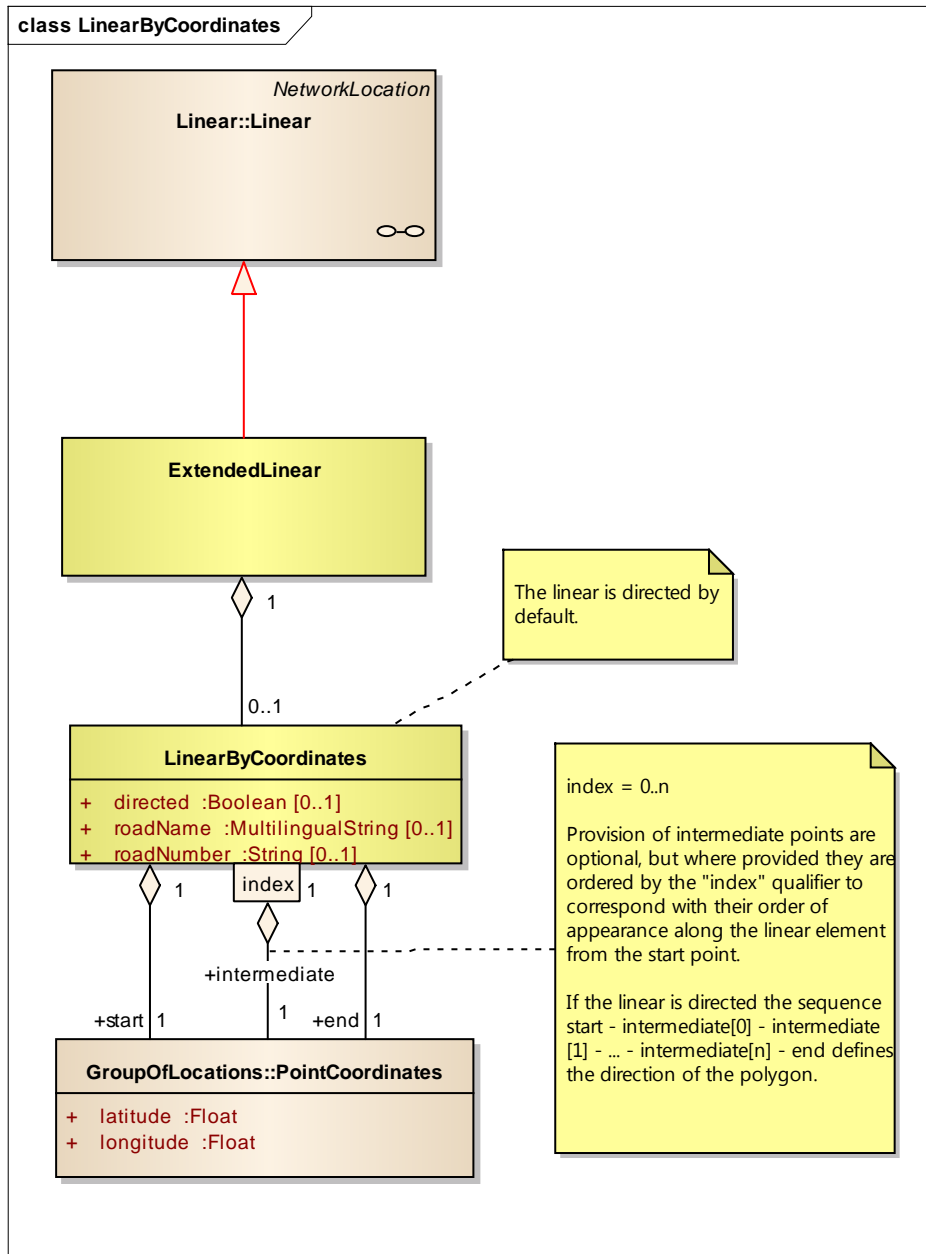 class LinearByCoordinates
NetworkLocation
Linear::Linear
ExtendedLinear
1
The linear is directed by
default.
0..1
LinearByCoordinates
+ directed :Boolean [0..1]
+ roadName :MultilingualString [0..1]
+ roadNumber :String [0..1]
1
index
1
1
index = 0..n
Provision of intermediate points are
optional, but where provided they are
ordered by the "index" qualifier to
correspond with their order of
appearance along the linear element
from the start point.
If the linear is directed the sequence
start - intermediate[0] - intermediate
[1] - ... - intermediate[n] - end defines
the direction of the polygon.
+intermediate
+start
1
1
+end
1
GroupOfLocations::PointCoordinates
+ latitude :Float
+ longitude :Float